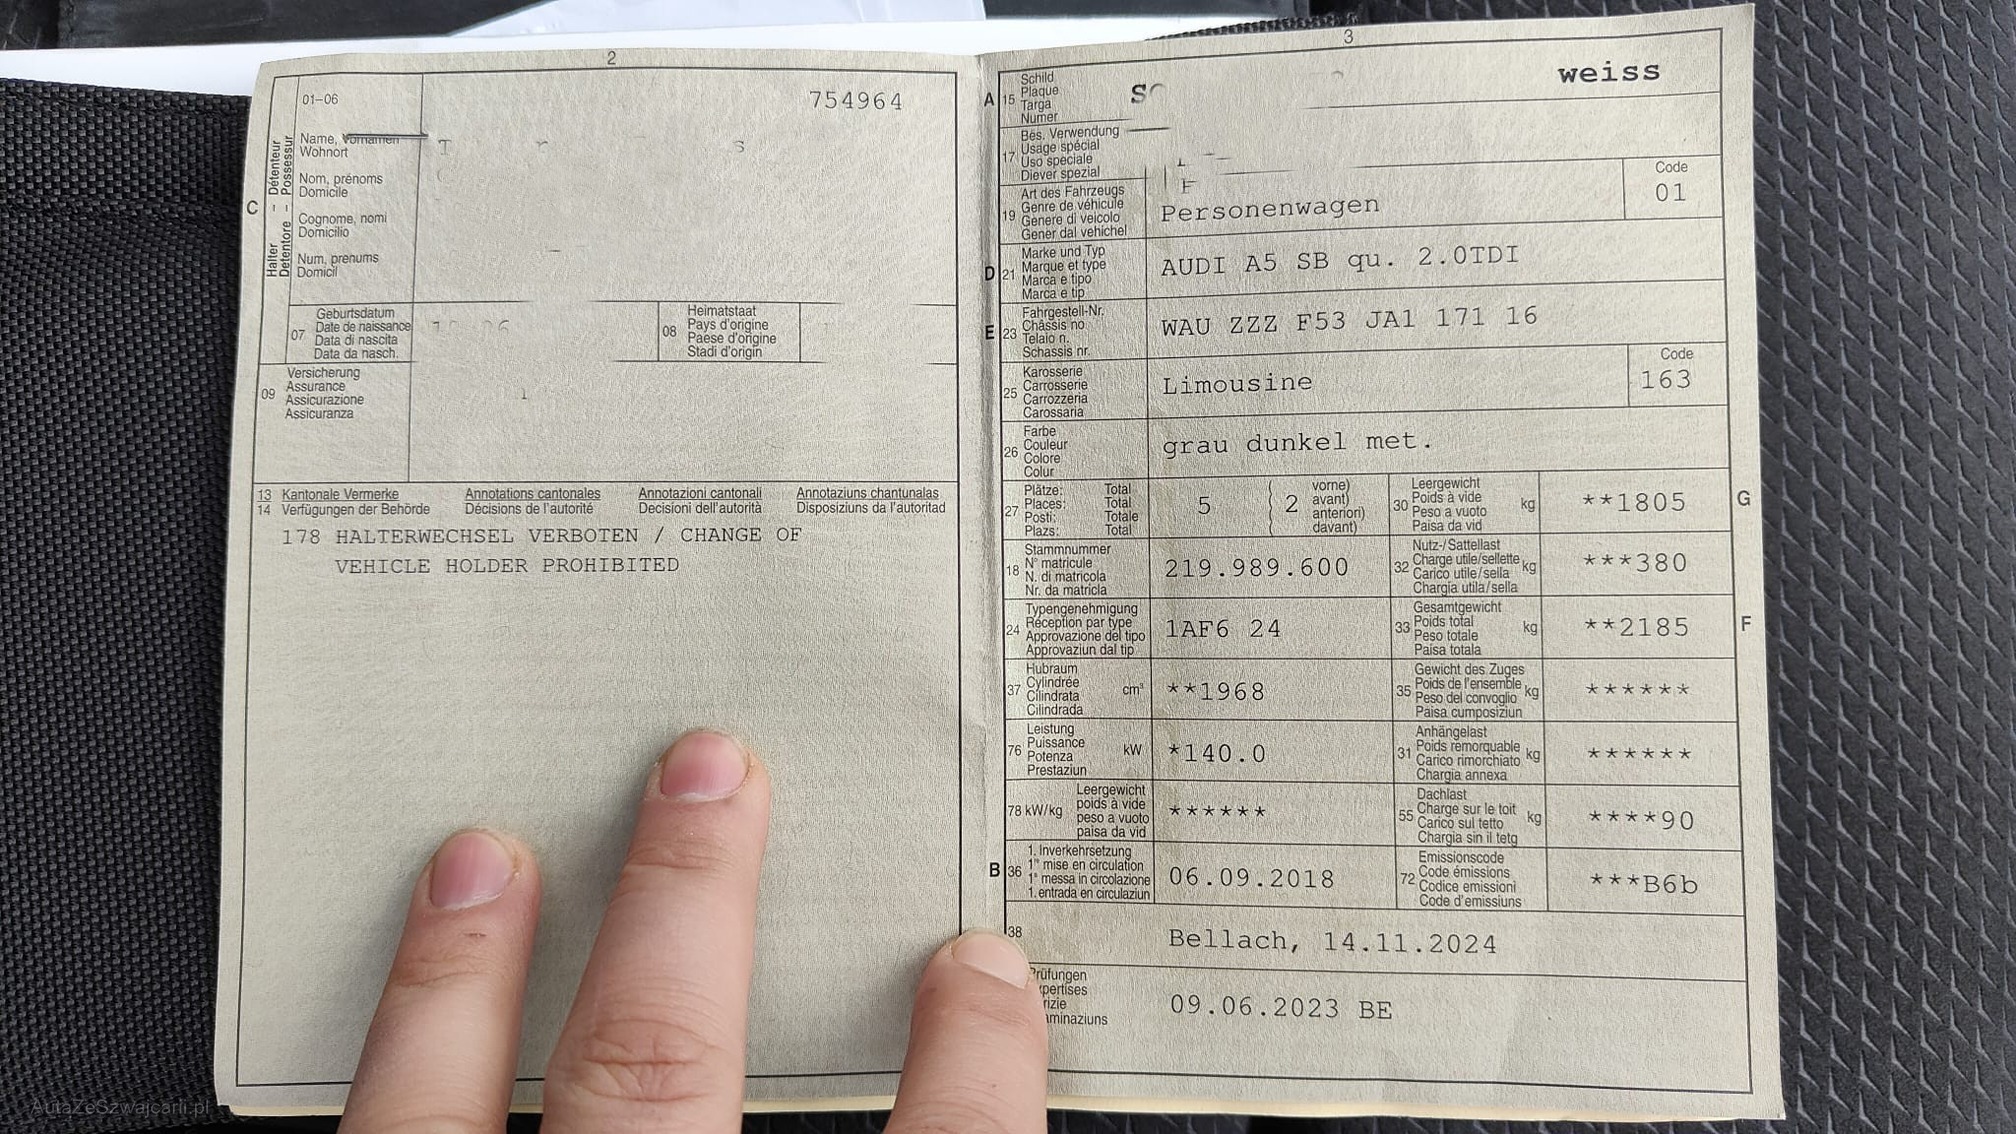 2
01–06
754964
C
Halter – Détenteur
Detentore – Possessur
Name, Vornamen
Wohnort
Nom, prénoms
Domicile
Cognome, nomi
Domicilio
Num, prenums
Domicil
07
Geburtsdatum
Date de naissance
Data di nascita
Data da nasch.
08
Heimatstaat
Pays d'origine
Paese d'origine
Stadi d'origin
09
Versicherung
Assurance
Assicurazione
Assicuranza
13 Kantonale Vermerke Annotations cantonales Annotazioni cantonali Annotaziuns chantunalas
14 Verfügungen der Behörde Décisions de l'autorité Decisioni dell'autorità Disposiziuns da l'autoritad
178 HALTERWECHSEL VERBOTEN / CHANGE OF
VEHICLE HOLDER PROHIBITED
3
A 15
Schild
Plaque
Targa
Numer
weiss
17
Bes. Verwendung
Usage spécial
Uso speciale
Diever spezial
19
Art des Fahrzeugs
Genre de véhicule
Genere di veicolo
Gener dal vehichel
Personenwagen
Code
01
D 21
Marke und Typ
Marque et type
Marca e tipo
Marca e tip
AUDI A5 SB qu. 2.0TDI
E 23
Fahrgestell-Nr.
Châssis no
Telaio n.
Schassis nr.
WAU ZZZ F53 JA1 171 16
25
Karosserie
Carrosserie
Carrozzeria
Carossaria
Limousine
Code
163
26
Farbe
Couleur
Colore
Colur
grau dunkel met.
27
Plätze: Total
Places: Total
Posti: Totale
Plazs: Total
5
2
vorne)
avant)
anteriori)
davant)
30
Leergewicht
Poids à vide
Peso a vuoto
Paisa da vid
kg
**1805
G
18
Stammnummer
N° matricule
N. di matricola
Nr. da matricla
219.989.600
32
Nutz-/Sattellast
Charge utile/sellette
Carico utile/sella
Chargia utila/sella
kg
***380
24
Typengenehmigung
Réception par type
Approvazione del tipo
Approvaziun dal tip
1AF6 24
33
Gesamtgewicht
Poids total
Peso totale
Paisa totala
kg
**2185
F
37
Hubraum
Cylindrée
Cilindrata
Cilindrada
cm³
**1968
35
Gewicht des Zuges
Poids de l'ensemble
Peso del convoglio
Paisa cumposiziun
kg
******
76
Leistung
Puissance
Potenza
Prestaziun
kW
*140.0
31
Anhängelast
Poids remorquable
Carico rimorchiato
Chargia annexa
kg
******
78 kW/kg
Leergewicht
poids à vide
peso a vuoto
paisa da vid
******
55
Dachlast
Charge sur le toit
Carico sul tetto
Chargia sin il tetg
kg
****90
B 36
1. Inverkehrsetzung
1re mise en circulation
1a messa in circolazione
1. entrada en circulaziun
06.09.2018
72
Emissionscode
Code émissions
Codice emissioni
Code d'emissiuns
***B6b
38
Bellach, 14.11.2024
Prüfungen
09.06.2023 BE
AutaZeSzwajcarii.pl